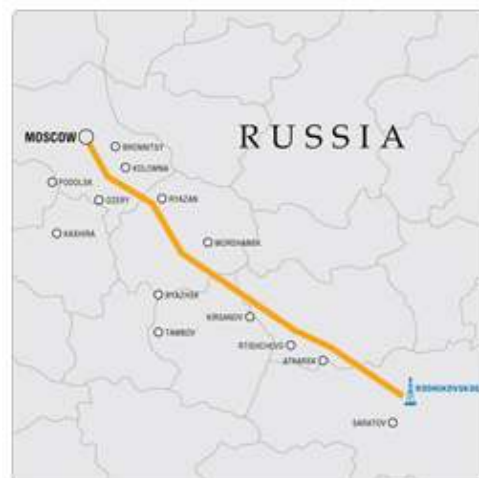 RUSSIA
MOSCOW
BRONNITSY
KOLOMNA
PODOLSK
OZERY
RYAZAN
KASHIRA
MORSHANSK
RYAZHSK
KIRSANOV
TAMBOV
RTISHCHEVO
ATKARSK
SARATOV